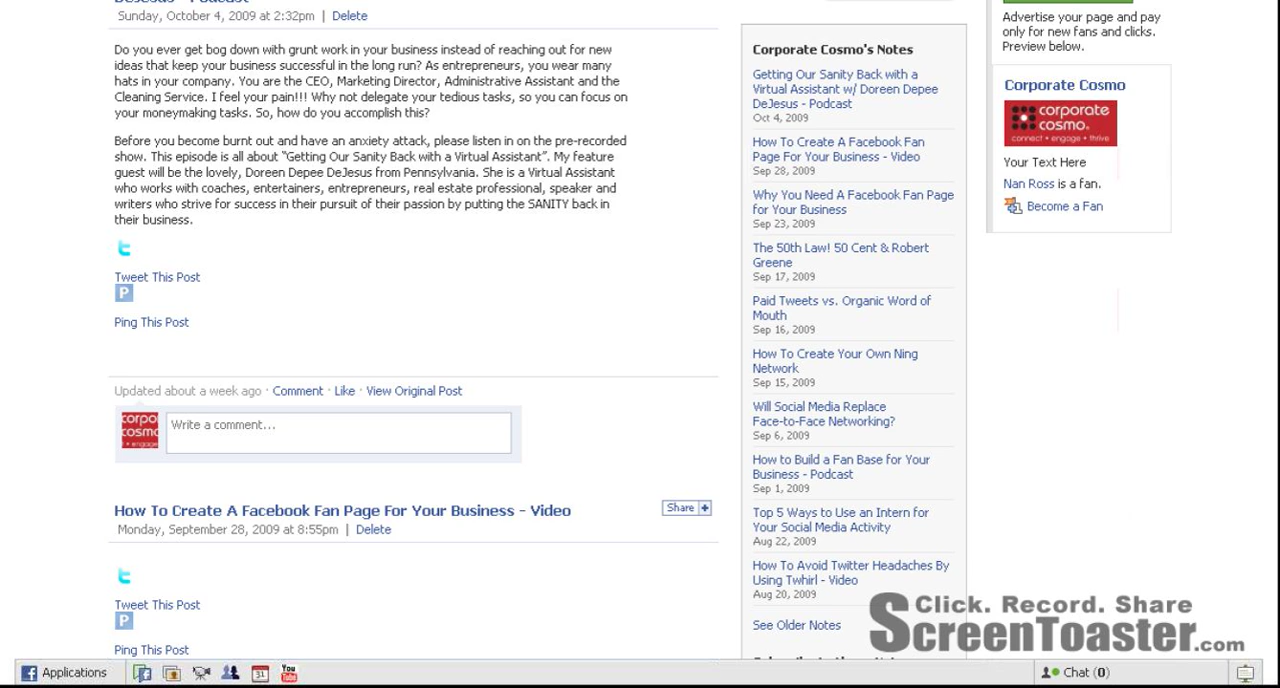 DeJesus - Podcast
Sunday, October 4, 2009 at 2:32pm | Delete
Do you ever get bog down with grunt work in your business instead of reaching out for new
ideas that keep your business successful in the long run? As entrepreneurs, you wear many
hats in your company. You are the CEO, Marketing Director, Administrative Assistant and the
Cleaning Service. I feel your pain!!! Why not delegate your tedious tasks, so you can focus on
your moneymaking tasks. So, how do you accomplish this?
Before you become burnt out and have an anxiety attack, please listen in on the pre-recorded
show. This episode is all about “Getting Our Sanity Back with a Virtual Assistant”. My feature
guest will be the lovely, Doreen Depee DeJesus from Pennsylvania. She is a Virtual Assistant
who works with coaches, entertainers, entrepreneurs, real estate professional, speaker and
writers who strive for success in their pursuit of their passion by putting the SANITY back in
their business.
Tweet This Post
P
Ping This Post
Updated about a week ago · Comment · Like · View Original Post
corpo
cosmo
• engage
Write a comment...
How To Create A Facebook Fan Page For Your Business - Video
Share +
Monday, September 28, 2009 at 8:55pm | Delete
Tweet This Post
P
Ping This Post
Corporate Cosmo's Notes
Getting Our Sanity Back with a
Virtual Assistant w/ Doreen Depee
DeJesus - Podcast
Oct 4, 2009
How To Create A Facebook Fan
Page For Your Business - Video
Sep 28, 2009
Why You Need A Facebook Fan Page
for Your Business
Sep 23, 2009
The 50th Law! 50 Cent & Robert
Greene
Sep 17, 2009
Paid Tweets vs. Organic Word of
Mouth
Sep 16, 2009
How To Create Your Own Ning
Network
Sep 15, 2009
Will Social Media Replace
Face-to-Face Networking?
Sep 6, 2009
How to Build a Fan Base for Your
Business - Podcast
Sep 1, 2009
Top 5 Ways to Use an Intern for
Your Social Media Activity
Aug 22, 2009
How To Avoid Twitter Headaches By
Using Twhirl - Video
Aug 20, 2009
See Older Notes
Advertise your page and pay
only for new fans and clicks.
Preview below.
Corporate Cosmo
corporate
cosmo®
connect • engage • thrive
Your Text Here
Nan Ross is a fan.
Become a Fan
Click. Record. Share
ScreenToaster.com
Applications
31
You
Tube
Chat (0)